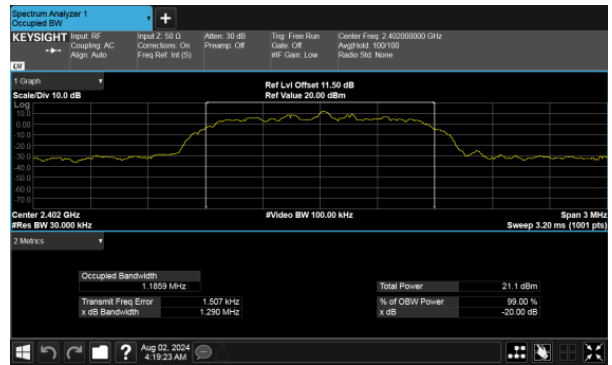 Spectrum Analyzer 1
Occupied BW
+
KEYSIGHT Input: RF Input Z: 50 Ω Atten: 30 dB Trig: Free Run Center Freq: 2.402000000 GHz
Coupling: AC Corrections: On Preamp: Off Gate: Off Avg|Hold: 100/100
Align: Auto Freq Ref: Int (S) #IF Gain: Low Radio Std: None
LXI
1 Graph
Ref Lvl Offset 11.50 dB
Scale/Div 10.0 dB Ref Value 20.00 dBm
Log
10.0
0.00
-10.0
-20.0
-30.0
-40.0
-50.0
-60.0
-70.0
Center 2.402 GHz #Video BW 100.00 kHz Span 3 MHz
#Res BW 30.000 kHz Sweep 3.20 ms (1001 pts)
2 Metrics
Occupied Bandwidth
1.1859 MHz Total Power 21.1 dBm
Transmit Freq Error 1.507 kHz % of OBW Power 99.00 %
x dB Bandwidth 1.290 MHz x dB -20.00 dB
? Aug 02, 2024
4:19:23 AM